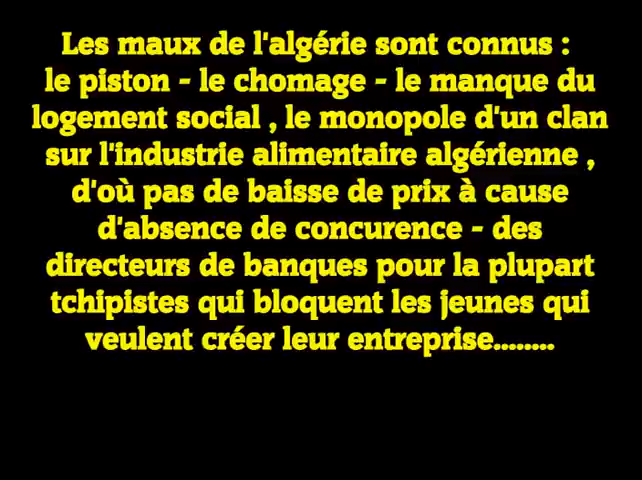 Les maux de l'algérie sont connus :
le piston - le chomage - le manque du
logement social , le monopole d'un clan
sur l'industrie alimentaire algérienne ,
d'où pas de baisse de prix à cause
d'absence de concurence - des
directeurs de banques pour la plupart
tchipistes qui bloquent les jeunes qui
veulent créer leur entreprise........